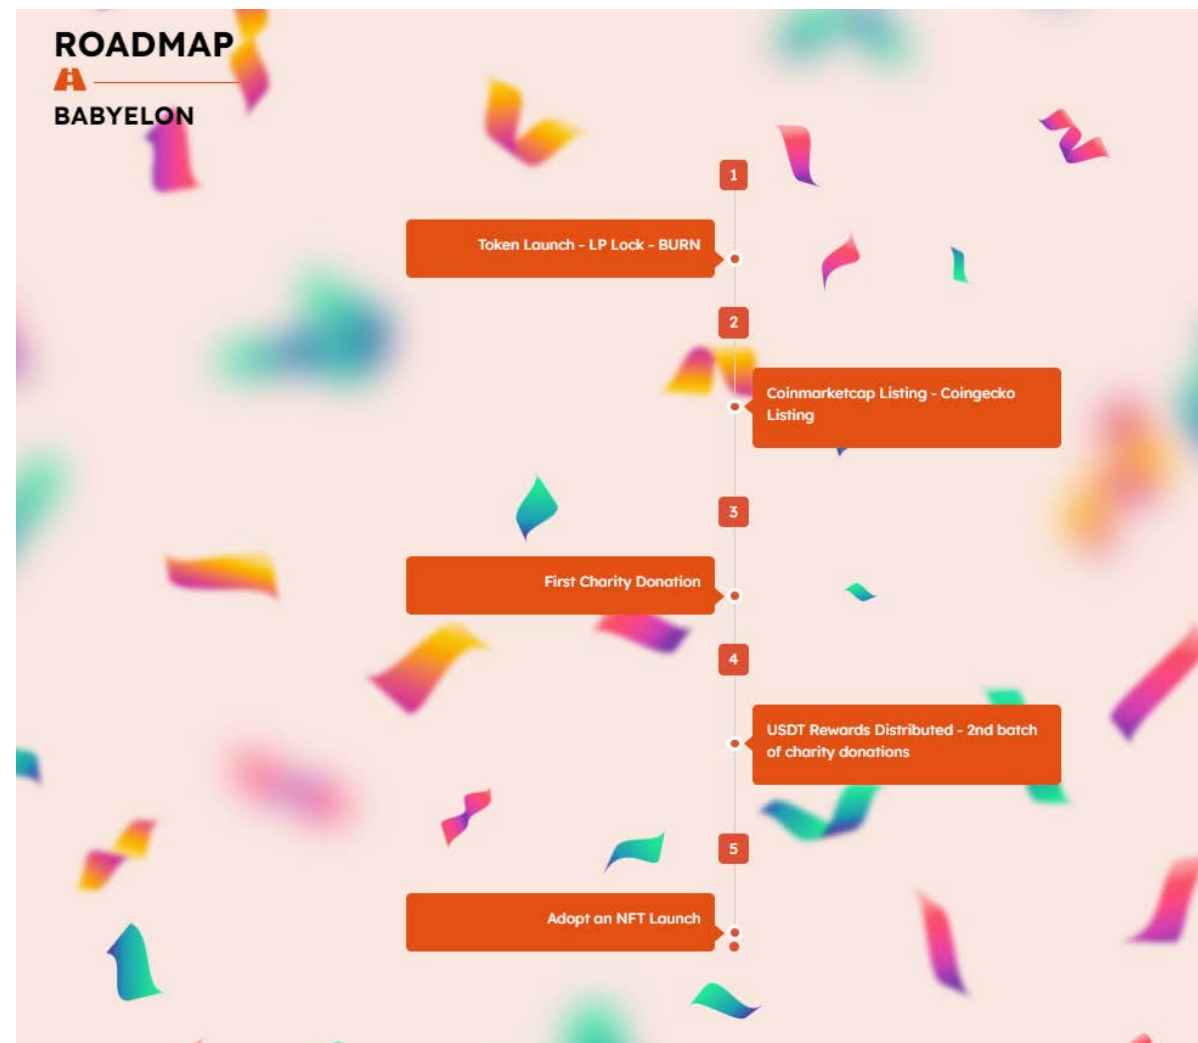 ROADMAP
BABYELON
1
Token Launch - LP Lock - BURN
2
Coinmarketcap Listing - Coingecko
Listing
3
First Charity Donation
4
USDT Rewards Distributed - 2nd batch
of charity donations
5
Adopt an NFT Launch